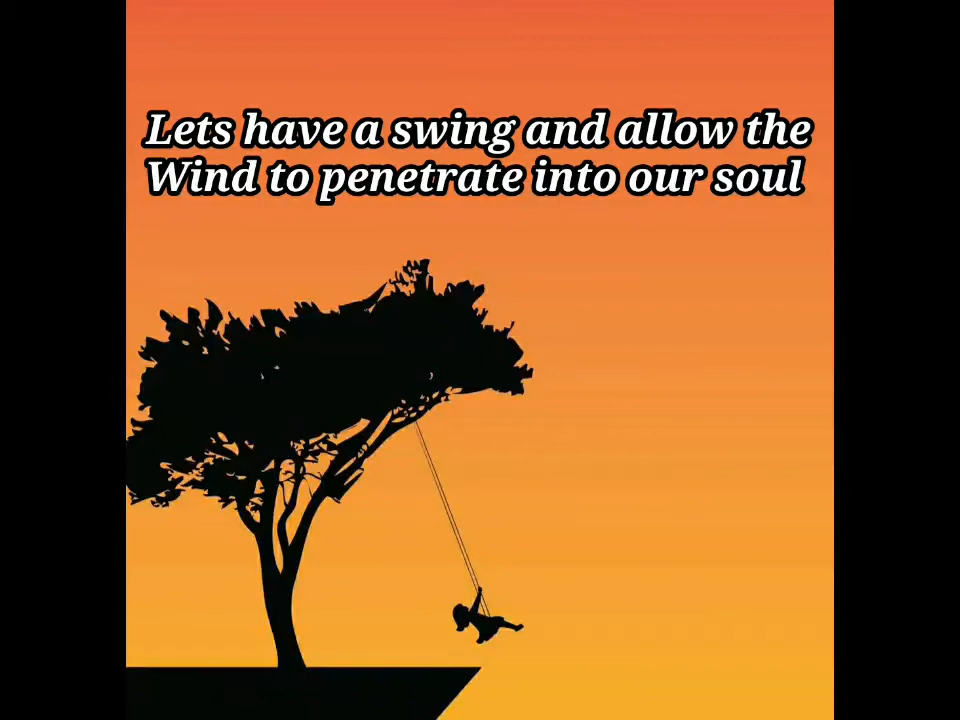 Lets have a swing and allow the
Wind to penetrate into our soul